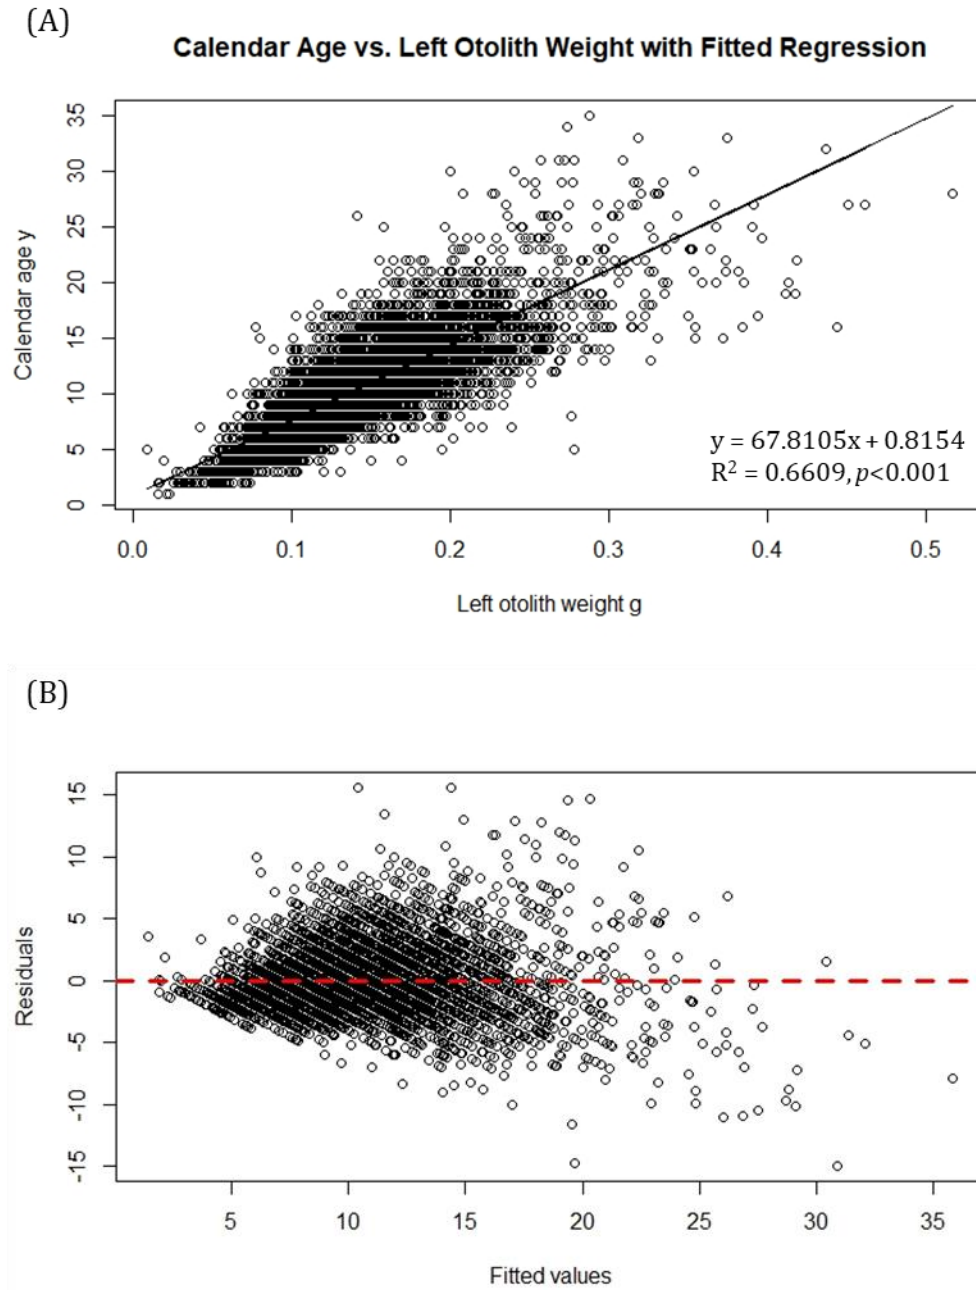 (A)
Calendar Age vs. Left Otolith Weight with Fitted Regression
Calendar age y
35
30
25
20
15
10
5
0
y = 67.8105x + 0.8154
R² = 0.6609, p<0.001
0.0 0.1 0.2 0.3 0.4 0.5
Left otolith weight g
(B)
Residuals
15
10
5
0
-5
-10
-15
5 10 15 20 25 30 35
Fitted values